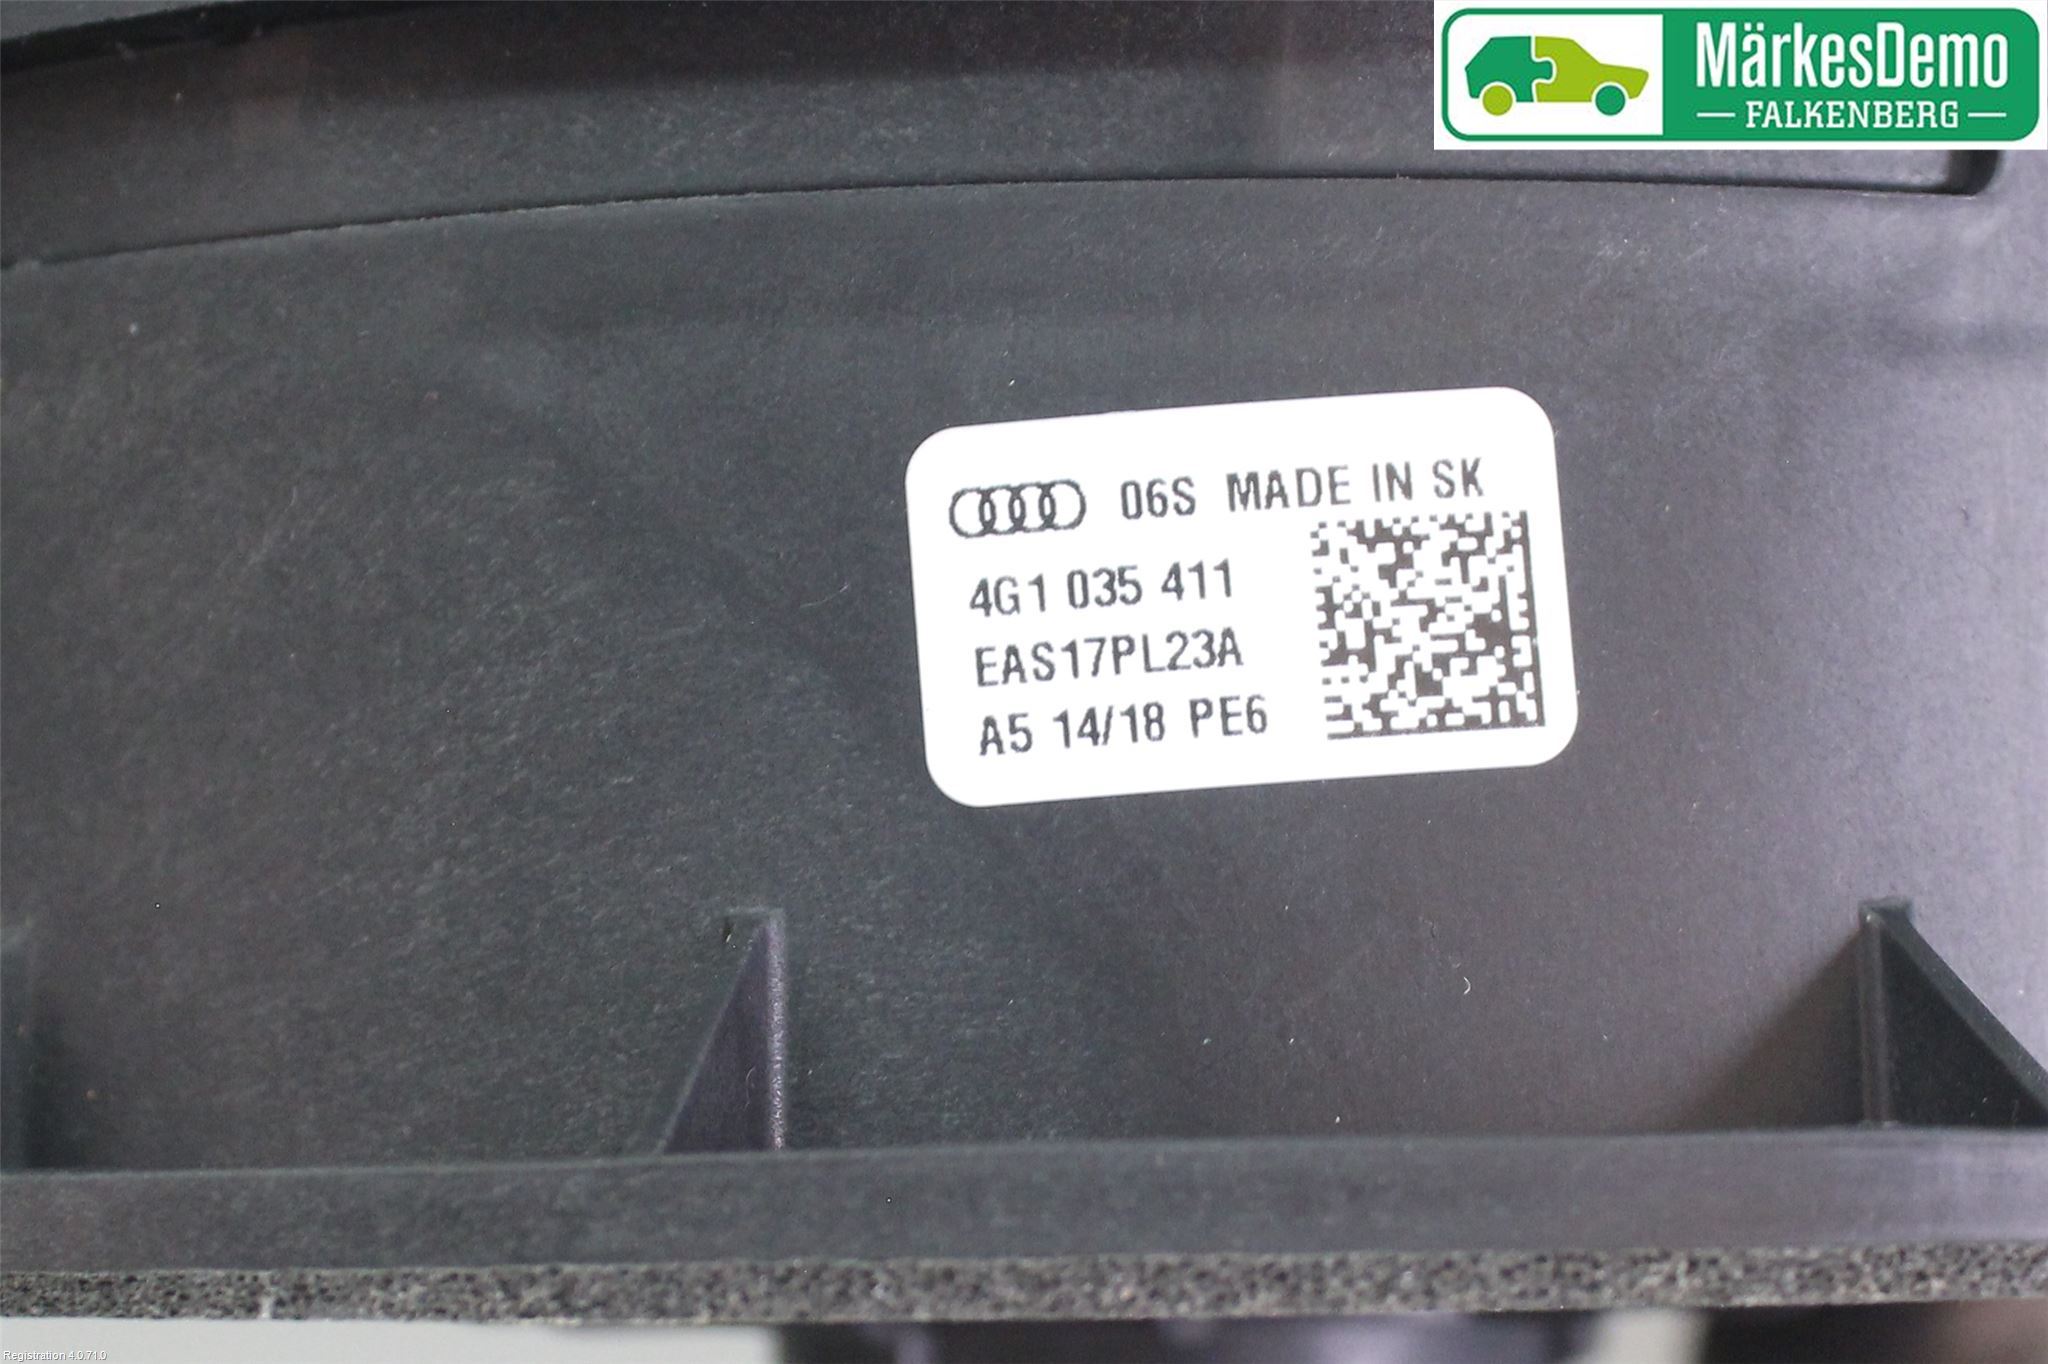 MärkesDemo
FALKENBERG
06S MADE IN SK
4G1 035 411
EAS17PL23A
A5 14/18 PE6
Registration 4.0.71.0